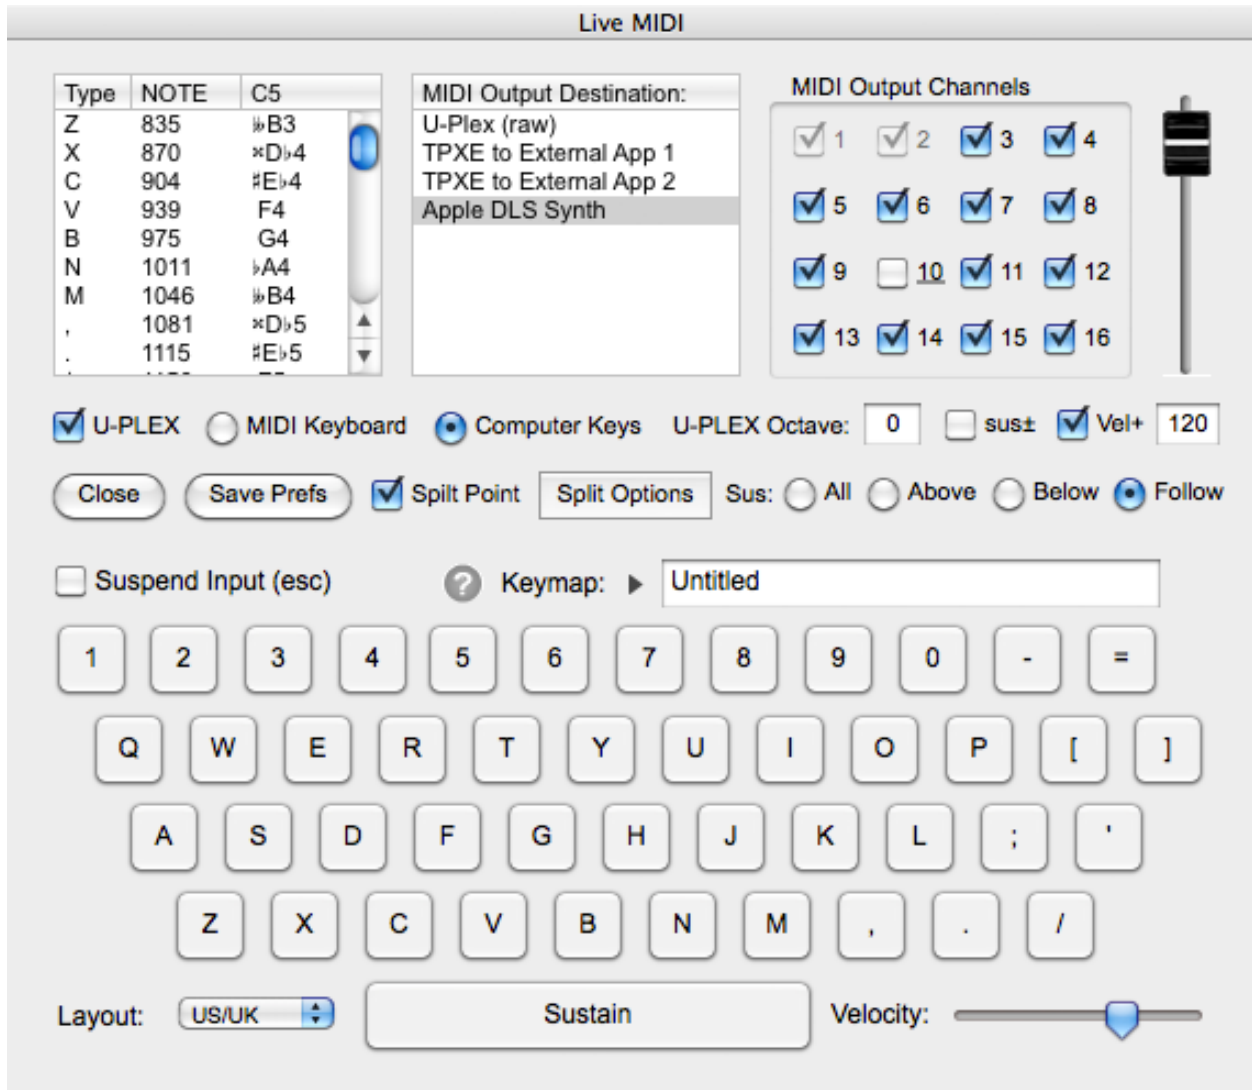 Live MIDI
Type NOTE C5
Z 835 𝄫B3
X 870 𝄪D♭4
C 904 ♯E♭4
V 939 F4
B 975 G4
N 1011 ♭A4
M 1046 𝄫B4
, 1081 𝄪D♭5
. 1115 ♯E♭5
MIDI Output Destination:
U-Plex (raw)
TPXE to External App 1
TPXE to External App 2
Apple DLS Synth
MIDI Output Channels
1 2 3 4
5 6 7 8
9 10 11 12
13 14 15 16
U-PLEX MIDI Keyboard Computer Keys U-PLEX Octave: 0 sus± Vel+ 120
Close Save Prefs Spilt Point Split Options Sus: All Above Below Follow
Suspend Input (esc) ? Keymap: Untitled
1 2 3 4 5 6 7 8 9 0 - =
Q W E R T Y U I O P [ ]
A S D F G H J K L ; '
Z X C V B N M , . /
Layout: US/UK Sustain Velocity: